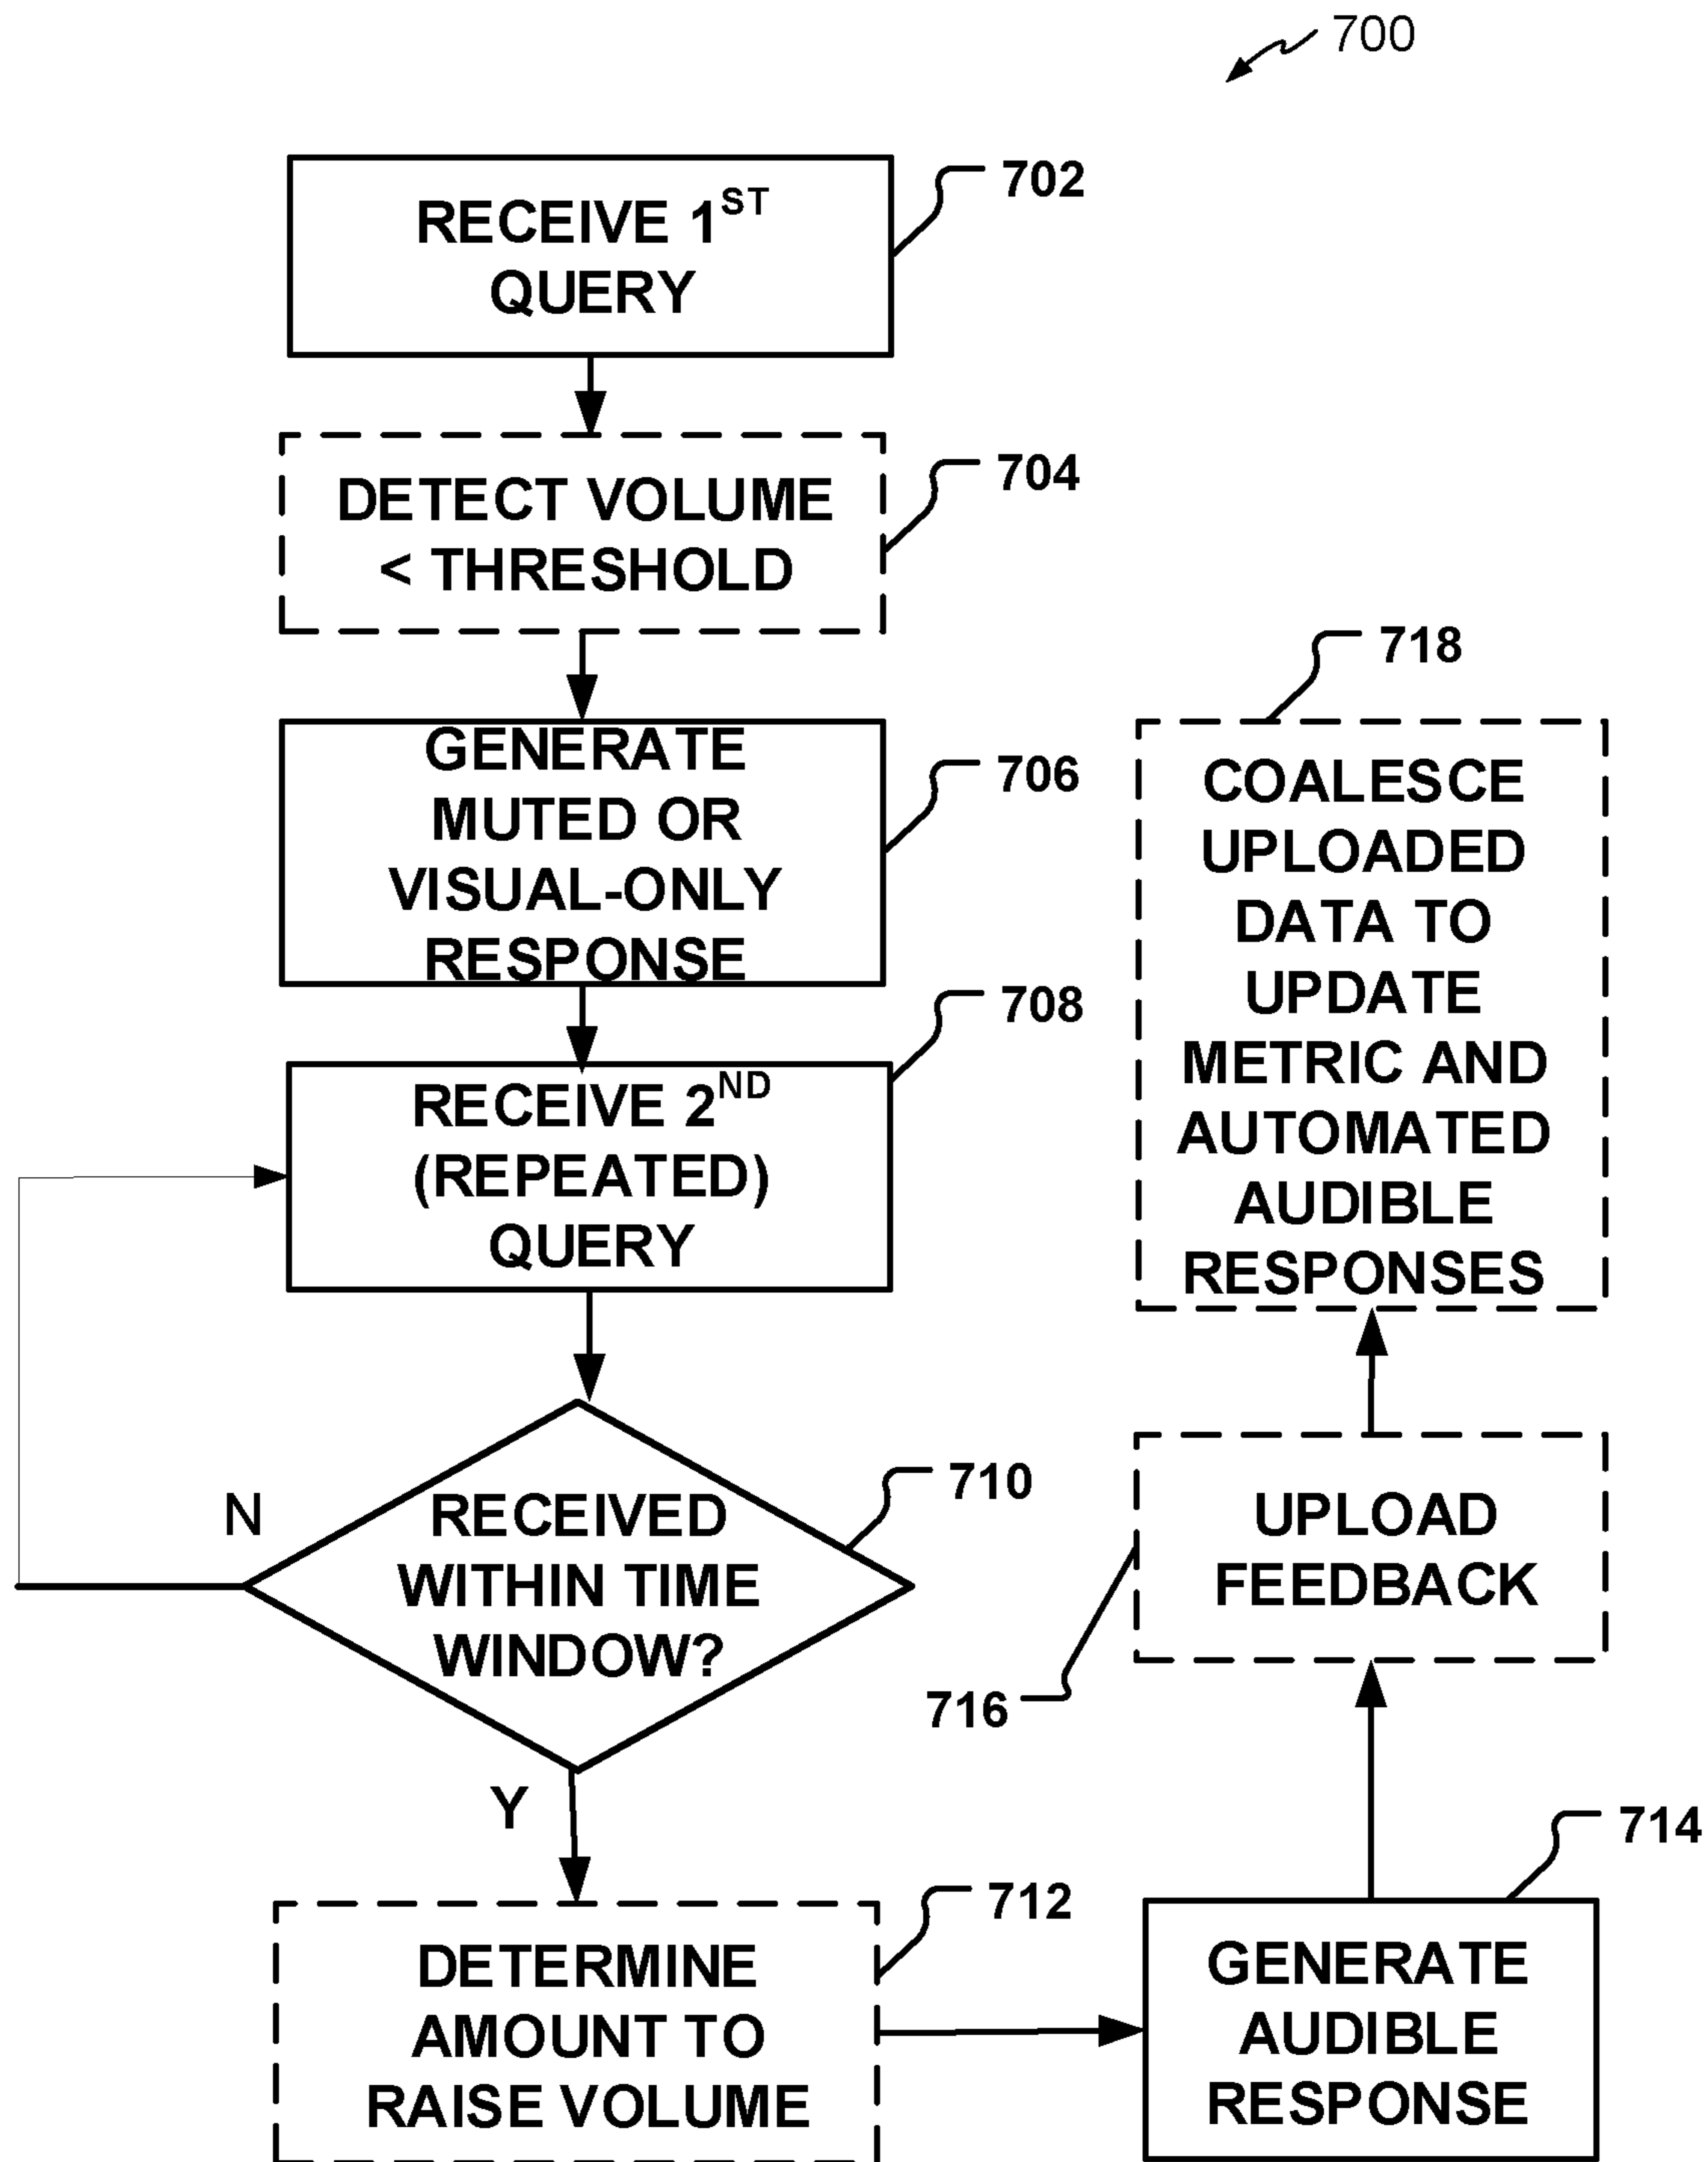 700
RECEIVE 1ST
QUERY
702
DETECT VOLUME
< THRESHOLD
704
GENERATE
MUTED OR
VISUAL-ONLY
RESPONSE
706
RECEIVE 2ND
(REPEATED)
QUERY
708
RECEIVED
WITHIN TIME
WINDOW?
710
N
Y
DETERMINE
AMOUNT TO
RAISE VOLUME
712
GENERATE
AUDIBLE
RESPONSE
714
UPLOAD
FEEDBACK
716
COALESCE
UPLOADED
DATA TO
UPDATE
METRIC AND
AUTOMATED
AUDIBLE
RESPONSES
718